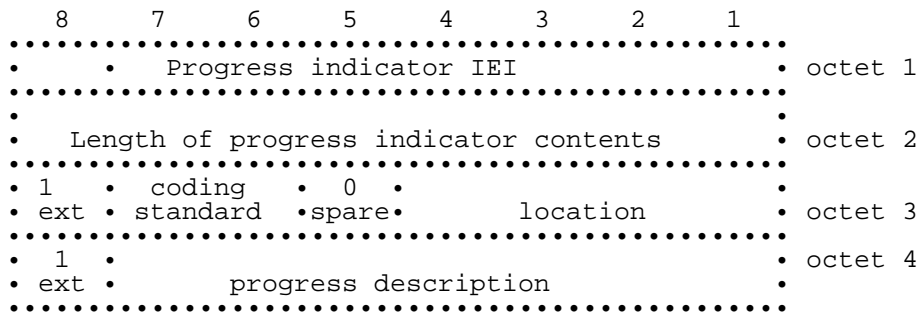 8 7 6 5 4 3 2 1
Progress indicator IEI octet 1
Length of progress indicator contents octet 2
1 coding 0
ext standard spare location octet 3
1 octet 4
ext progress description